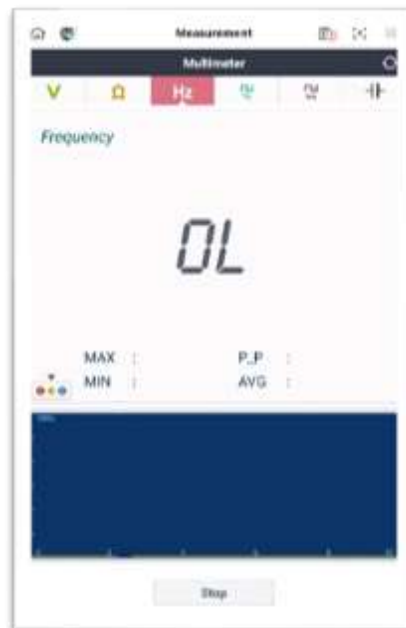 Measurement
Multimeter
V Ω Hz
Frequency
OL
MAX : P_P :
MIN : AVG :
Stop